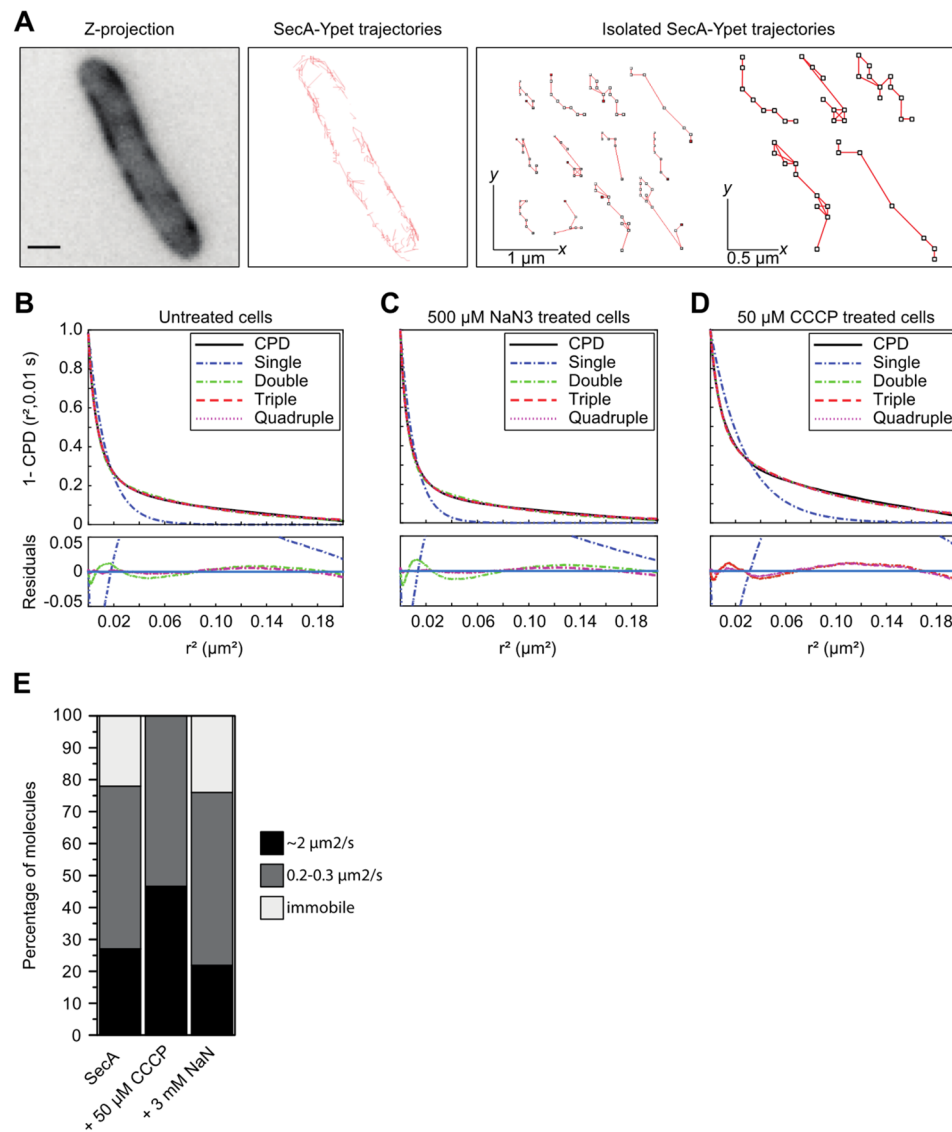 A
Z-projection
SecA-Ypet trajectories
Isolated SecA-Ypet trajectories
y
x
1 µm
y
x
0.5 µm
B
Untreated cells
C
500 µM NaN3 treated cells
D
50 µM CCCP treated cells
1- CPD (r²,0.01 s)
1.0
0.8
0.6
0.4
0.2
0
CPD
Single
Double
Triple
Quadruple
CPD
Single
Double
Triple
Quadruple
CPD
Single
Double
Triple
Quadruple
Residuals
0.05
0
-0.05
0.02 0.06 0.10 0.14 0.18
r² (µm²)
0.02 0.06 0.10 0.14 0.18
r² (µm²)
0.02 0.06 0.10 0.14 0.18
r² (µm²)
E
Percentage of molecules
100
90
80
70
60
50
40
30
20
10
0
SecA
+ 50 µM CCCP
+ 3 mM NaN
~2 µm2/s
0.2-0.3 µm2/s
immobile